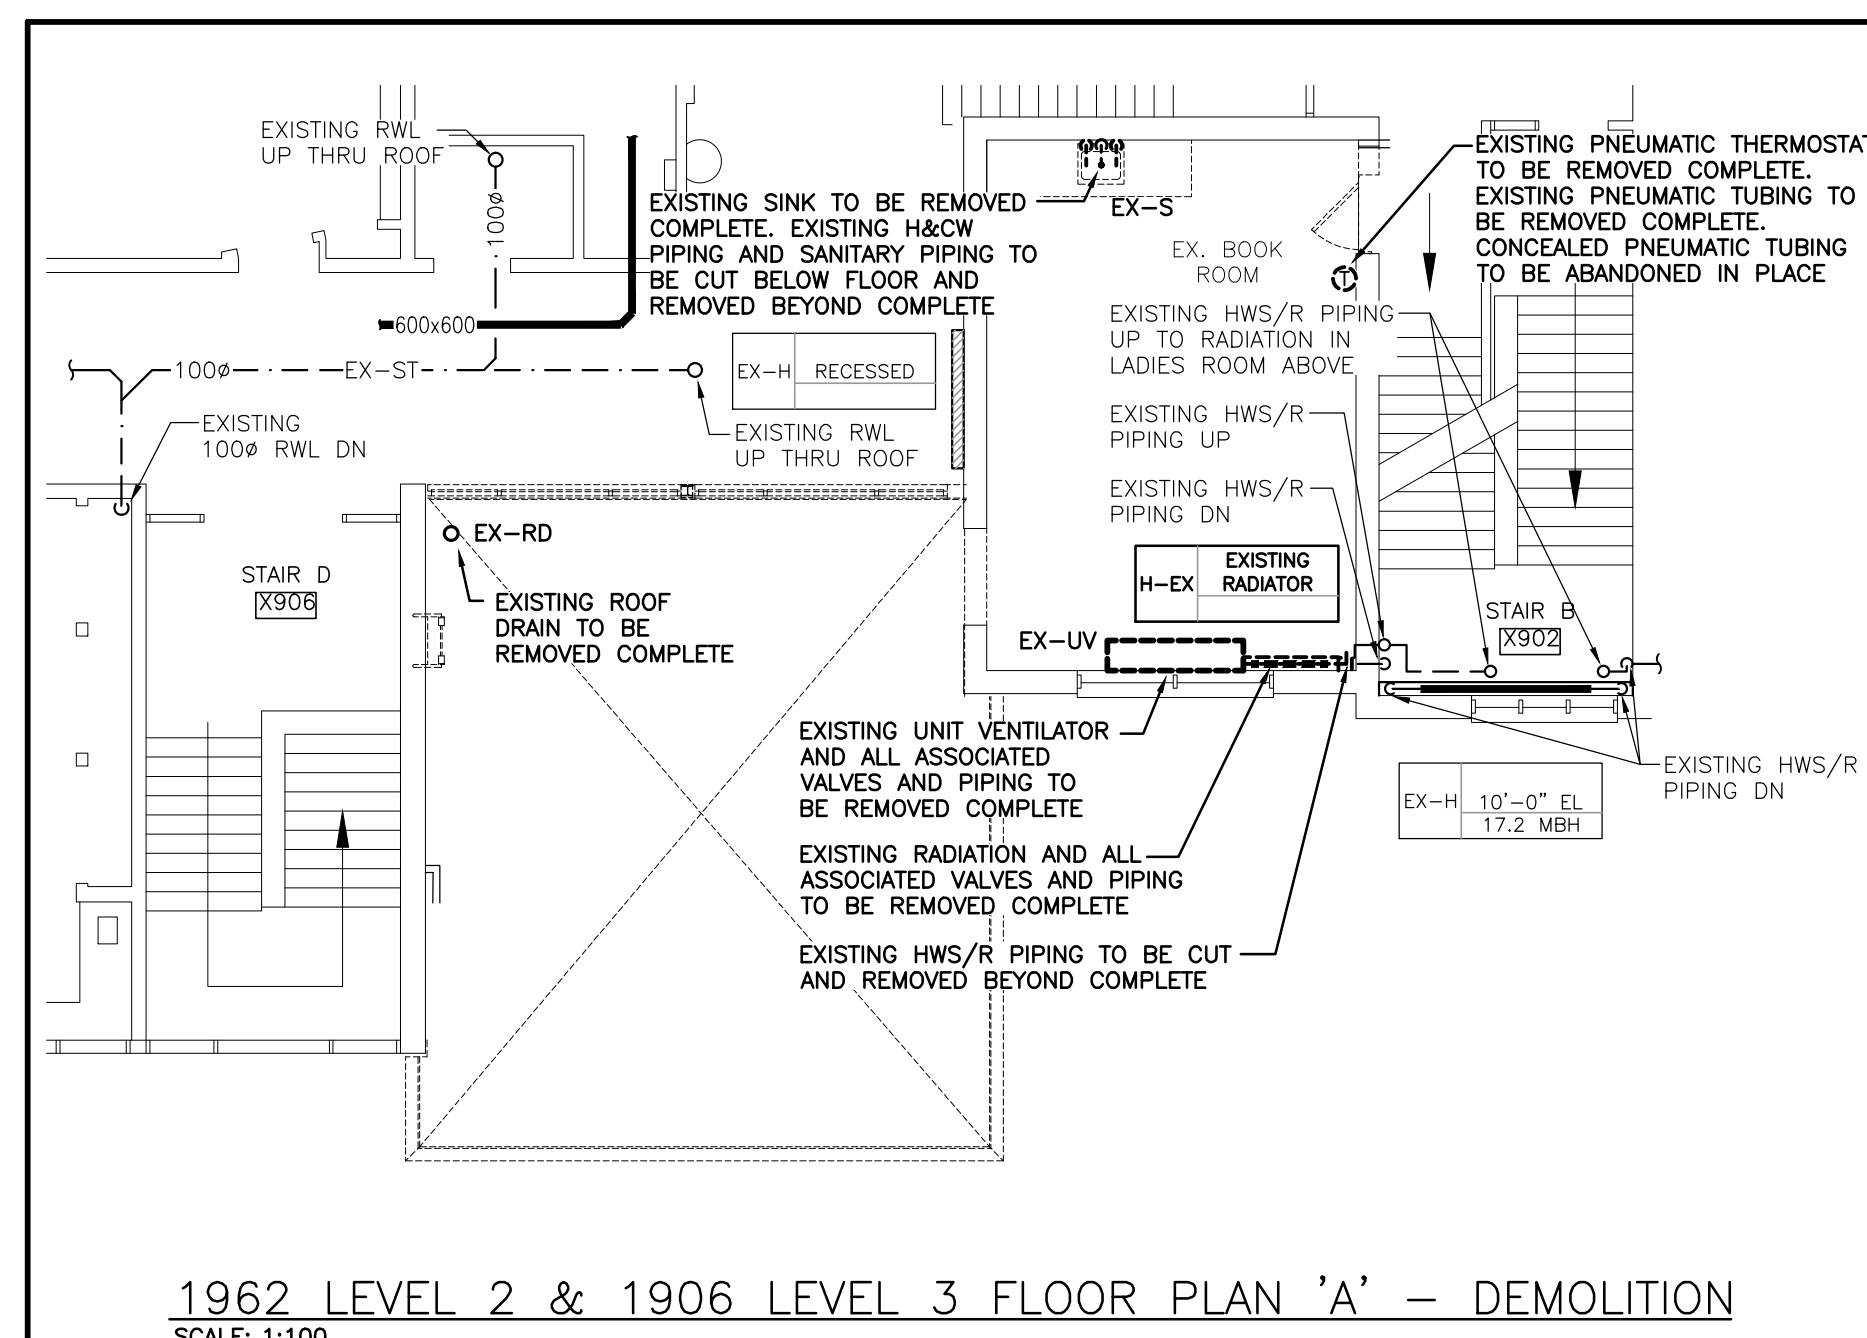 EXISTING RWL
UP THRU ROOF
100ø
EXISTING SINK TO BE REMOVED
COMPLETE. EXISTING H&CW
PIPING AND SANITARY PIPING TO
BE CUT BELOW FLOOR AND
REMOVED BEYOND COMPLETE
EX-S
EX. BOOK
ROOM
T
EXISTING PNEUMATIC THERMOSTAT
TO BE REMOVED COMPLETE.
EXISTING PNEUMATIC TUBING TO
BE REMOVED COMPLETE.
CONCEALED PNEUMATIC TUBING
TO BE ABANDONED IN PLACE
EXISTING HWS/R PIPING
UP TO RADIATION IN
LADIES ROOM ABOVE
600x600
100ø
EX-ST
EX-H
RECESSED
EXISTING
100ø RWL DN
EXISTING RWL
UP THRU ROOF
EXISTING HWS/R
PIPING UP
EXISTING HWS/R
PIPING DN
EX-RD
H-EX
EXISTING
RADIATOR
STAIR D
X906
EXISTING ROOF
DRAIN TO BE
REMOVED COMPLETE
STAIR B
X902
EX-UV
EXISTING UNIT VENTILATOR
AND ALL ASSOCIATED
VALVES AND PIPING TO
BE REMOVED COMPLETE
EXISTING HWS/R
PIPING DN
EX-H
10'-0" EL
17.2 MBH
EXISTING RADIATION AND ALL
ASSOCIATED VALVES AND PIPING
TO BE REMOVED COMPLETE
EXISTING HWS/R PIPING TO BE CUT
AND REMOVED BEYOND COMPLETE
1962 LEVEL 2 & 1906 LEVEL 3 FLOOR PLAN 'A' - DEMOLITION
SCALE: 1:100